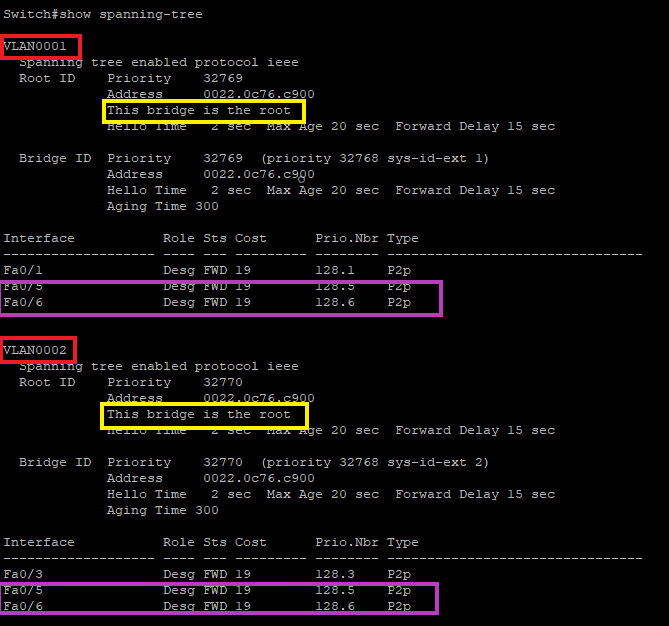 Switch#show spanning-tree
VLAN0001
Spanning tree enabled protocol ieee
Root ID Priority 32769
Address 0022.0c76.c900
This bridge is the root
Hello Time 2 sec Max Age 20 sec Forward Delay 15 sec
Bridge ID Priority 32769 (priority 32768 sys-id-ext 1)
Address 0022.0c76.c900
Hello Time 2 sec Max Age 20 sec Forward Delay 15 sec
Aging Time 300
Interface Role Sts Cost Prio.Nbr Type
------------------- ---- --- --------- -------- --------------------------------
Fa0/1 Desg FWD 19 128.1 P2p
Fa0/5 Desg FWD 19 128.5 P2p
Fa0/6 Desg FWD 19 128.6 P2p
VLAN0002
Spanning tree enabled protocol ieee
Root ID Priority 32770
Address 0022.0c76.c900
This bridge is the root
Hello Time 2 sec Max Age 20 sec Forward Delay 15 sec
Bridge ID Priority 32770 (priority 32768 sys-id-ext 2)
Address 0022.0c76.c900
Hello Time 2 sec Max Age 20 sec Forward Delay 15 sec
Aging Time 300
Interface Role Sts Cost Prio.Nbr Type
------------------- ---- --- --------- -------- --------------------------------
Fa0/3 Desg FWD 19 128.3 P2p
Fa0/5 Desg FWD 19 128.5 P2p
Fa0/6 Desg FWD 19 128.6 P2p